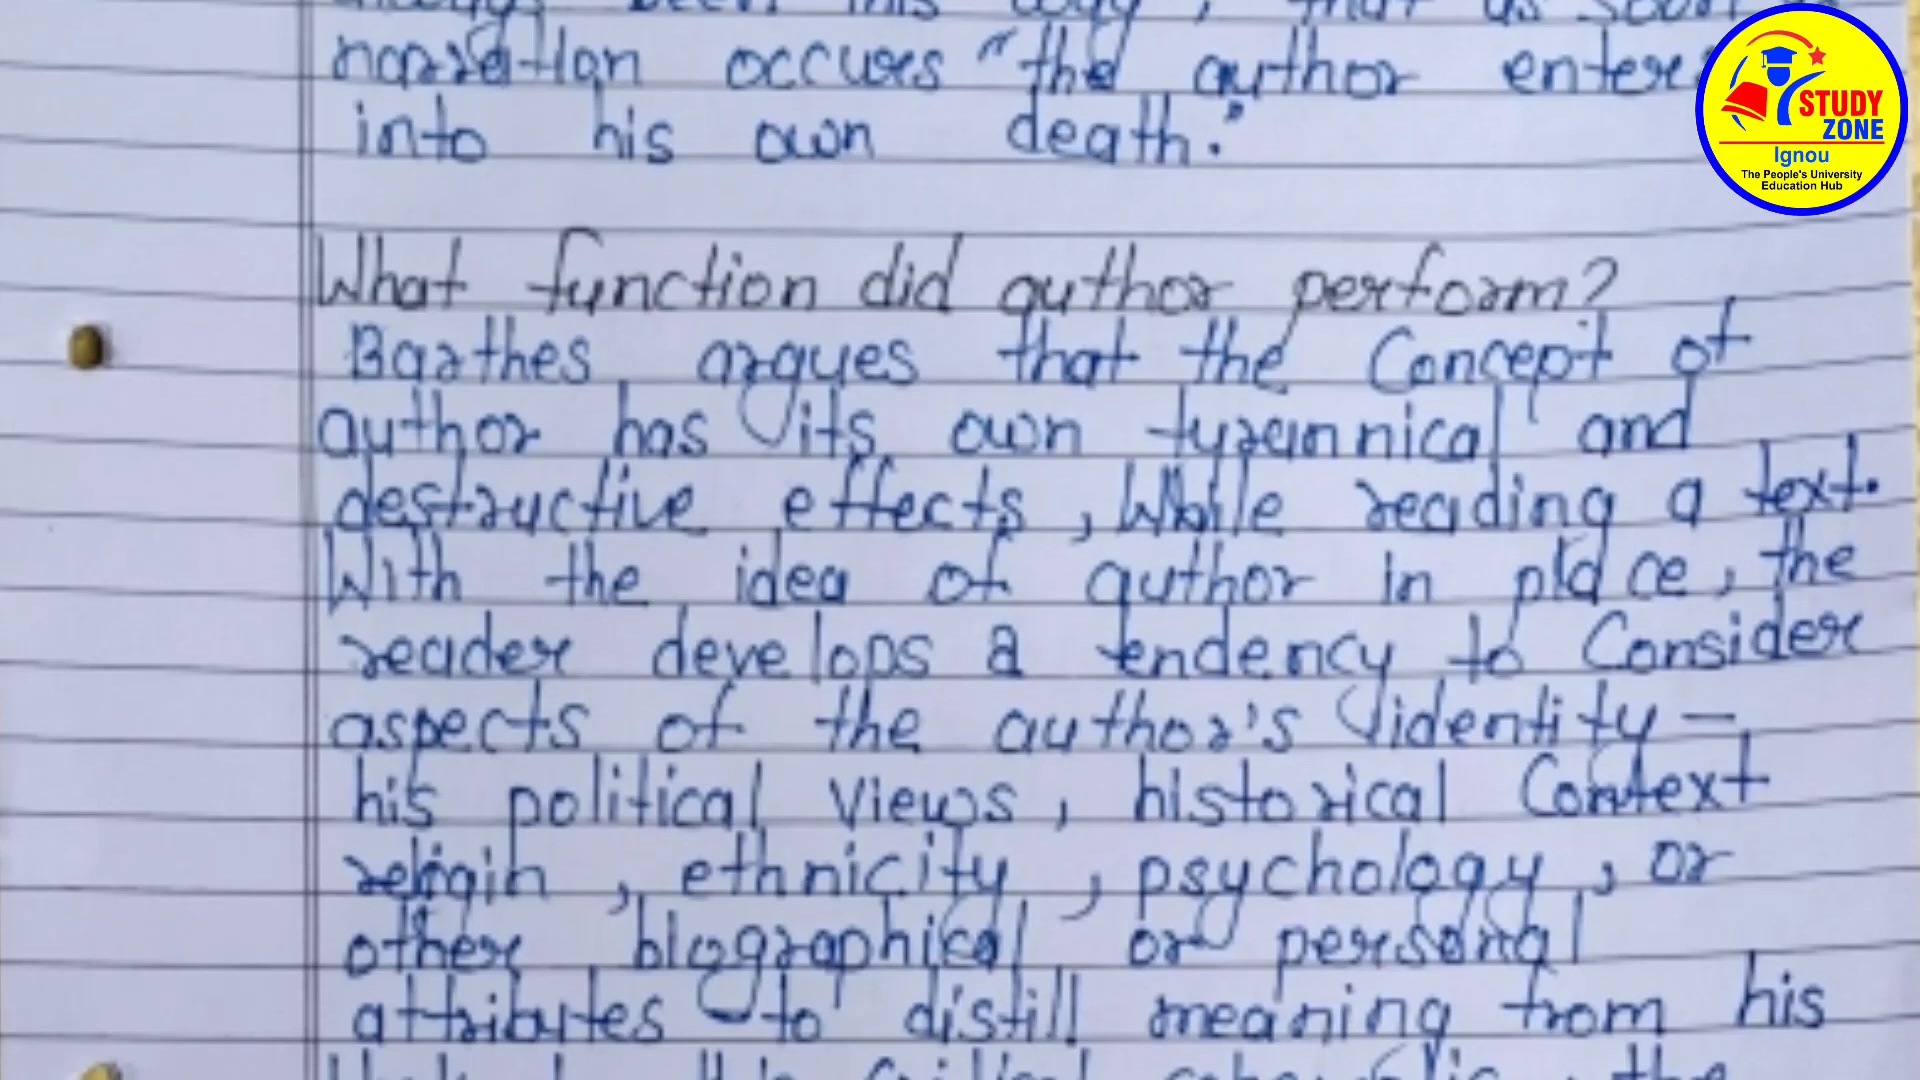 narration occurs "the author enters
into his own death."
What function did author perform?
Barthes argues that the Concept of
author has its own tyrannical and
destructive effects, While reading a text.
With the idea of author in place, the
reader develops a tendency to Consider
aspects of the author's identity –
his political views, historical Context
religin, ethnicity, psychology, or
other biographical or personal
attributes to distill meaning from his
the
STUDY
ZONE
Ignou
The People's University
Education Hub